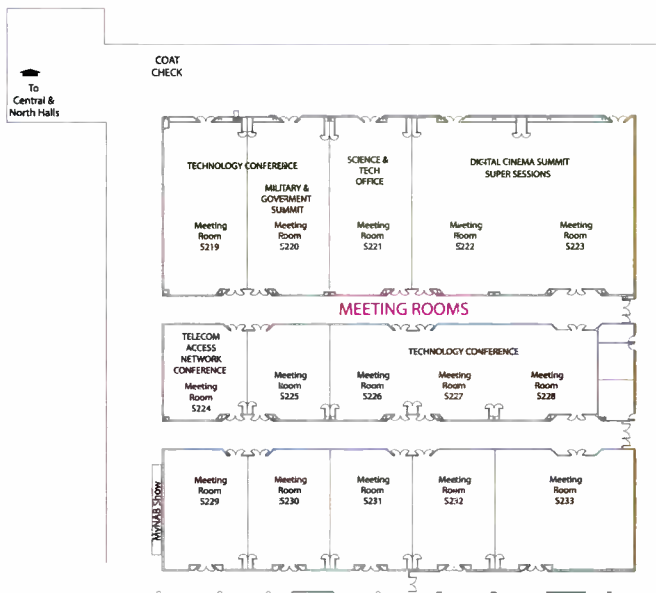 COAT
CHECK
To
Central &
North Halls
TECHNOLOGY CONFERENCE
MILITARY &
GOVERMENT
SUMMIT
SCIENCE &
TECH
OFFICE
DIGITAL CINEMA SUMMIT
SUPER SESSIONS
Meeting
Room
S219
Meeting
Room
S220
Meeting
Room
S221
Meeting
Room
S222
Meeting
Room
S223
MEETING ROOMS
TELECOM
ACCESS
NETWORK
CONFERENCE
Meeting
Room
S224
Meeting
Room
S225
TECHNOLOGY CONFERENCE
Meeting
Room
S226
Meeting
Room
S227
Meeting
Room
S228
MyNAB Show
Meeting
Room
S229
Meeting
Room
S230
Meeting
Room
S231
Meeting
Room
S232
Meeting
Room
S233